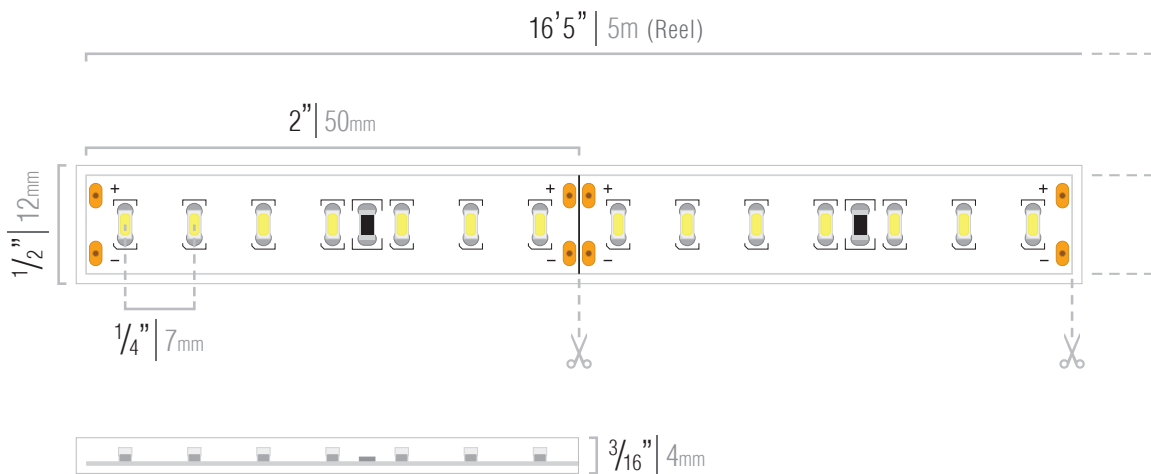 16’5” | 5m (Reel)
2” | 50mm
+ + + +
1/2” | 12mm
− − − −
1/4” | 7mm
3/16” | 4mm